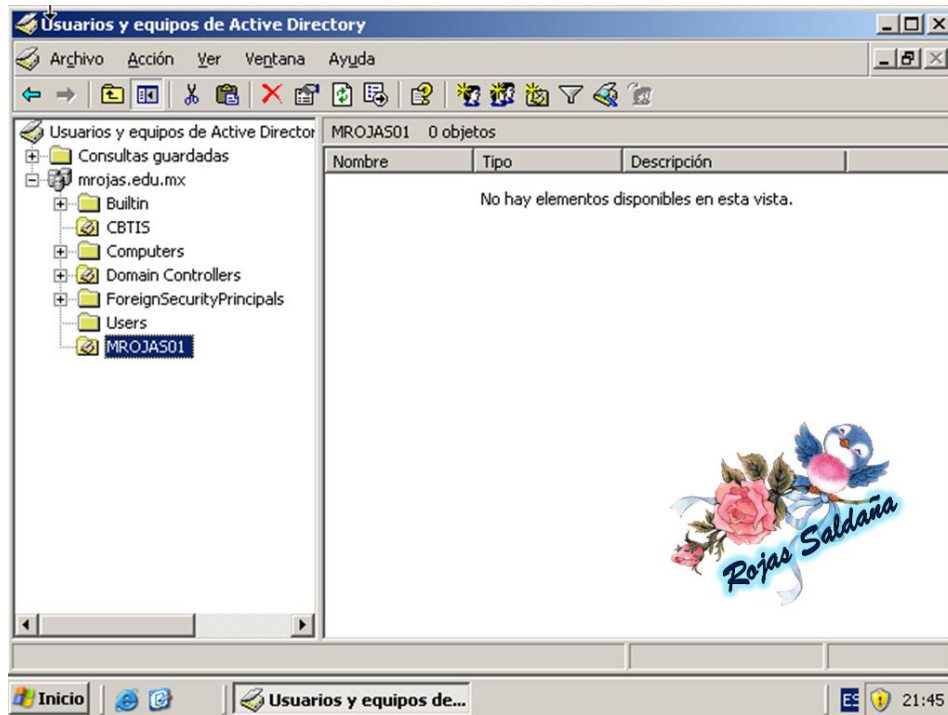 Usuarios y equipos de Active Directory
Archivo Acción Ver Ventana Ayuda
Usuarios y equipos de Active Director
MROJAS01 0 objetos
Consultas guardadas
Nombre Tipo Descripción
mrojas.edu.mx
No hay elementos disponibles en esta vista.
Builtin
CBTIS
Computers
Domain Controllers
ForeignSecurityPrincipals
Users
MROJAS01
Rojas Saldaña
Inicio
Usuarios y equipos de...
ES
21:45